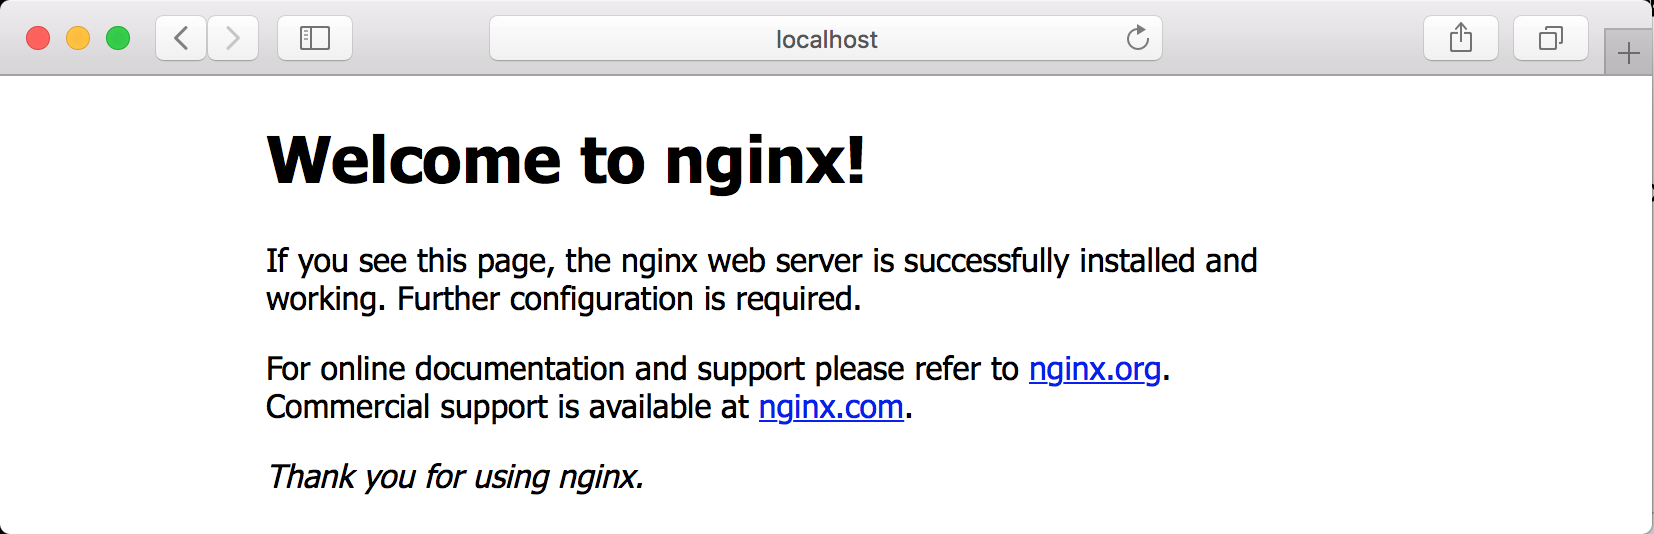 localhost
Welcome to nginx!
If you see this page, the nginx web server is successfully installed and
working. Further configuration is required.
For online documentation and support please refer to nginx.org.
Commercial support is available at nginx.com.
Thank you for using nginx.